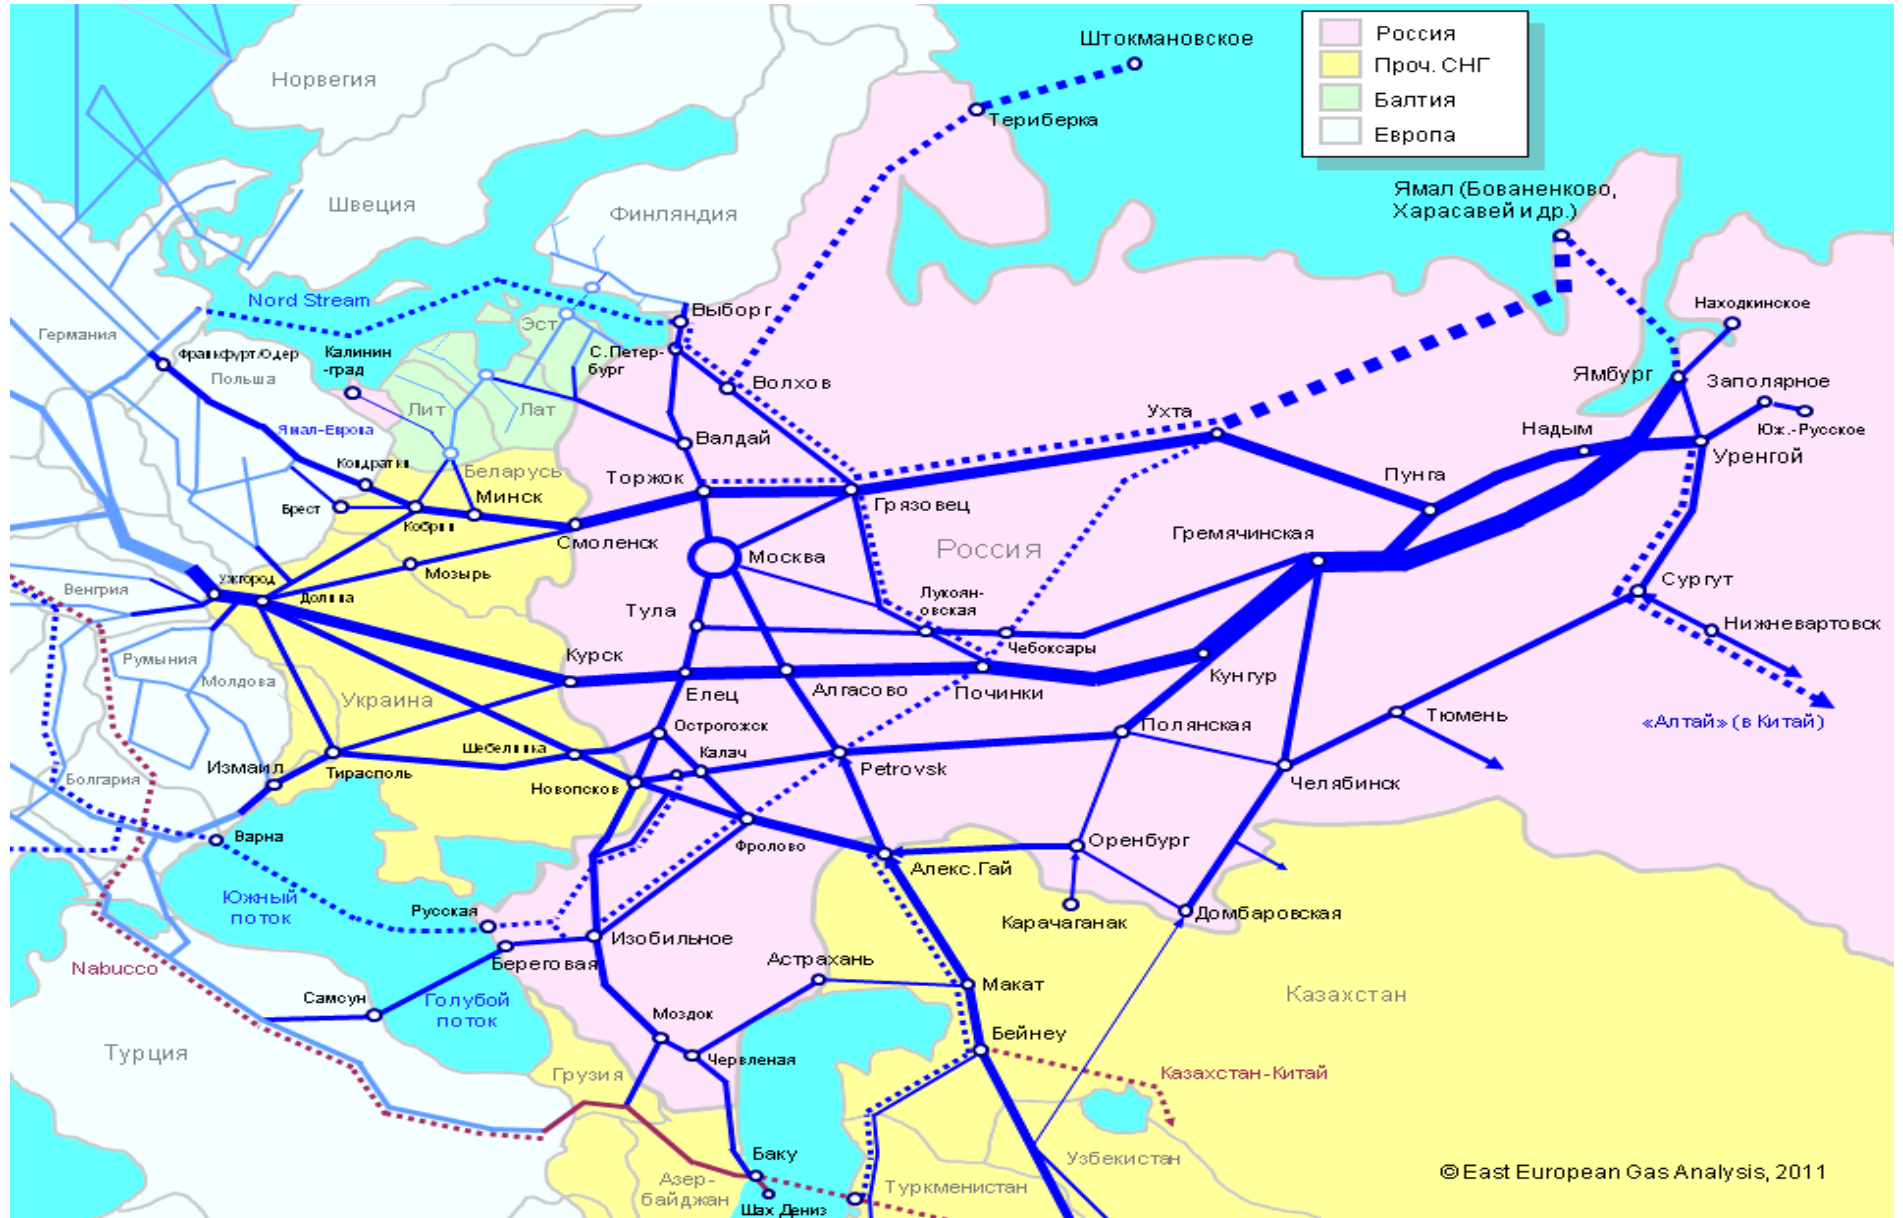 Штокмановское
Россия
Проч. СНГ
Балтия
Европа
Норвегия
Териберка
Ямал (Бованенково,
Харасавей и др.)
Швеция
Финляндия
Nord Stream
Выборг
Находкинское
Эст
Германия
Франкфурт/Одер
Польша
Калинин
-град
С.Петер-
бург
Волхов
Ямбург
Заполярное
Лит
Лат
Ухта
Юж.-Русское
Ямал-Европа
Валдай
Надым
Уренгой
Кондратки
Беларусь
Торжок
Пунга
Минск
Брест
Кобрин
Грязовец
Смоленск
Москва
Россия
Гремячинская
Мозырь
Ужгород
Венгрия
Долина
Сургут
Тула
Лукоян-
овская
Чебоксары
Нижневартовск
Румыния
Молдова
Курск
Украина
Елец
Алгасово
Починки
Кунгур
«Алтай» (в Китай)
Острогожск
Полянская
Тюмень
Шебелинка
Калач
Измаил
Тирасполь
Болгария
Новопсков
Petrovsk
Челябинск
Варна
Фролово
Оренбург
Алекс.Гай
Южный
поток
Русская
Карачаганак
Домбаровская
Изобильное
Береговая
Астрахань
Nabucco
Самсун
Голубой
поток
Макат
Казахстан
Моздок
Бейнеу
Турция
Червленая
Грузия
Казахстан-Китай
Баку
Узбекистан
Азер-
байджан
Туркменистан
Шах Дениз
©East European Gas Analysis, 2011